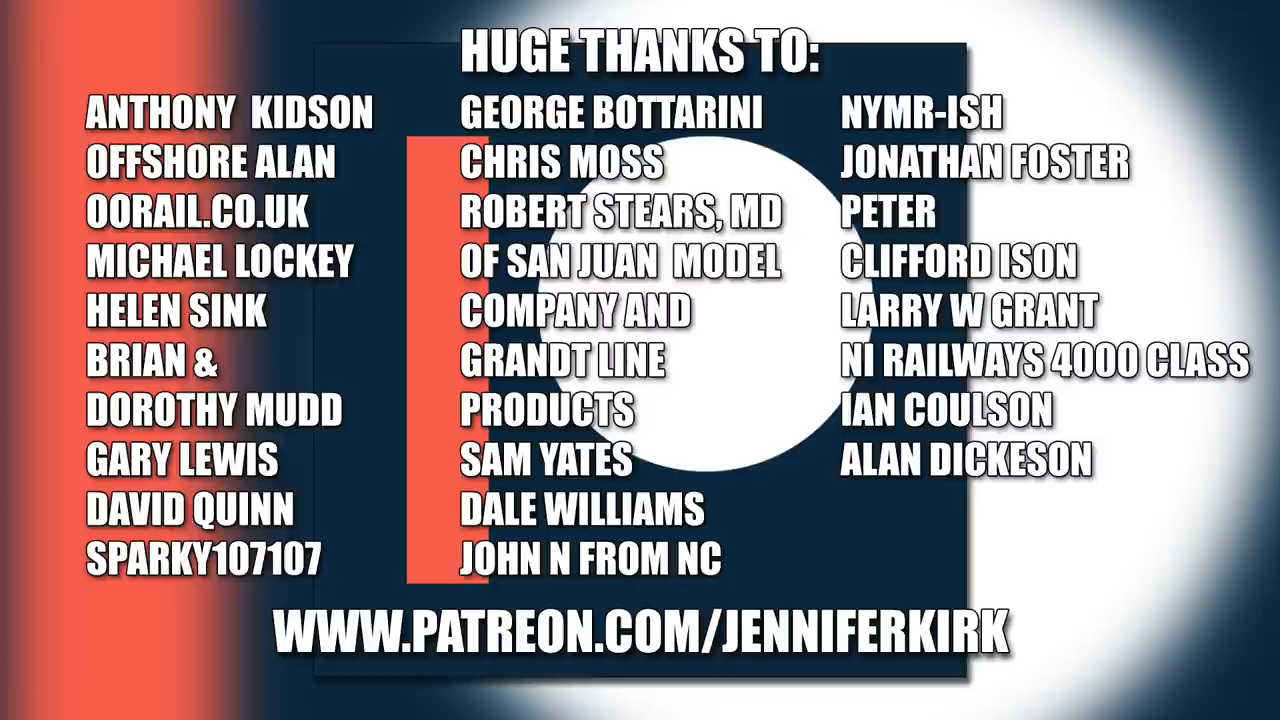 HUGE THANKS TO:
ANTHONY KIDSON
OFFSHORE ALAN
OORAIL.CO.UK
MICHAEL LOCKEY
HELEN SINK
BRIAN &
DOROTHY MUDD
GARY LEWIS
DAVID QUINN
SPARKY107107
GEORGE BOTTARINI
CHRIS MOSS
ROBERT STEARS, MD
OF SAN JUAN MODEL
COMPANY AND
GRANDT LINE
PRODUCTS
SAM YATES
DALE WILLIAMS
JOHN N FROM NC
NYMR-ISH
JONATHAN FOSTER
PETER
CLIFFORD ISON
LARRY W GRANT
NI RAILWAYS 4000 CLASS
IAN COULSON
ALAN DICKESON
WWW.PATREON.COM/JENNIFERKIRK